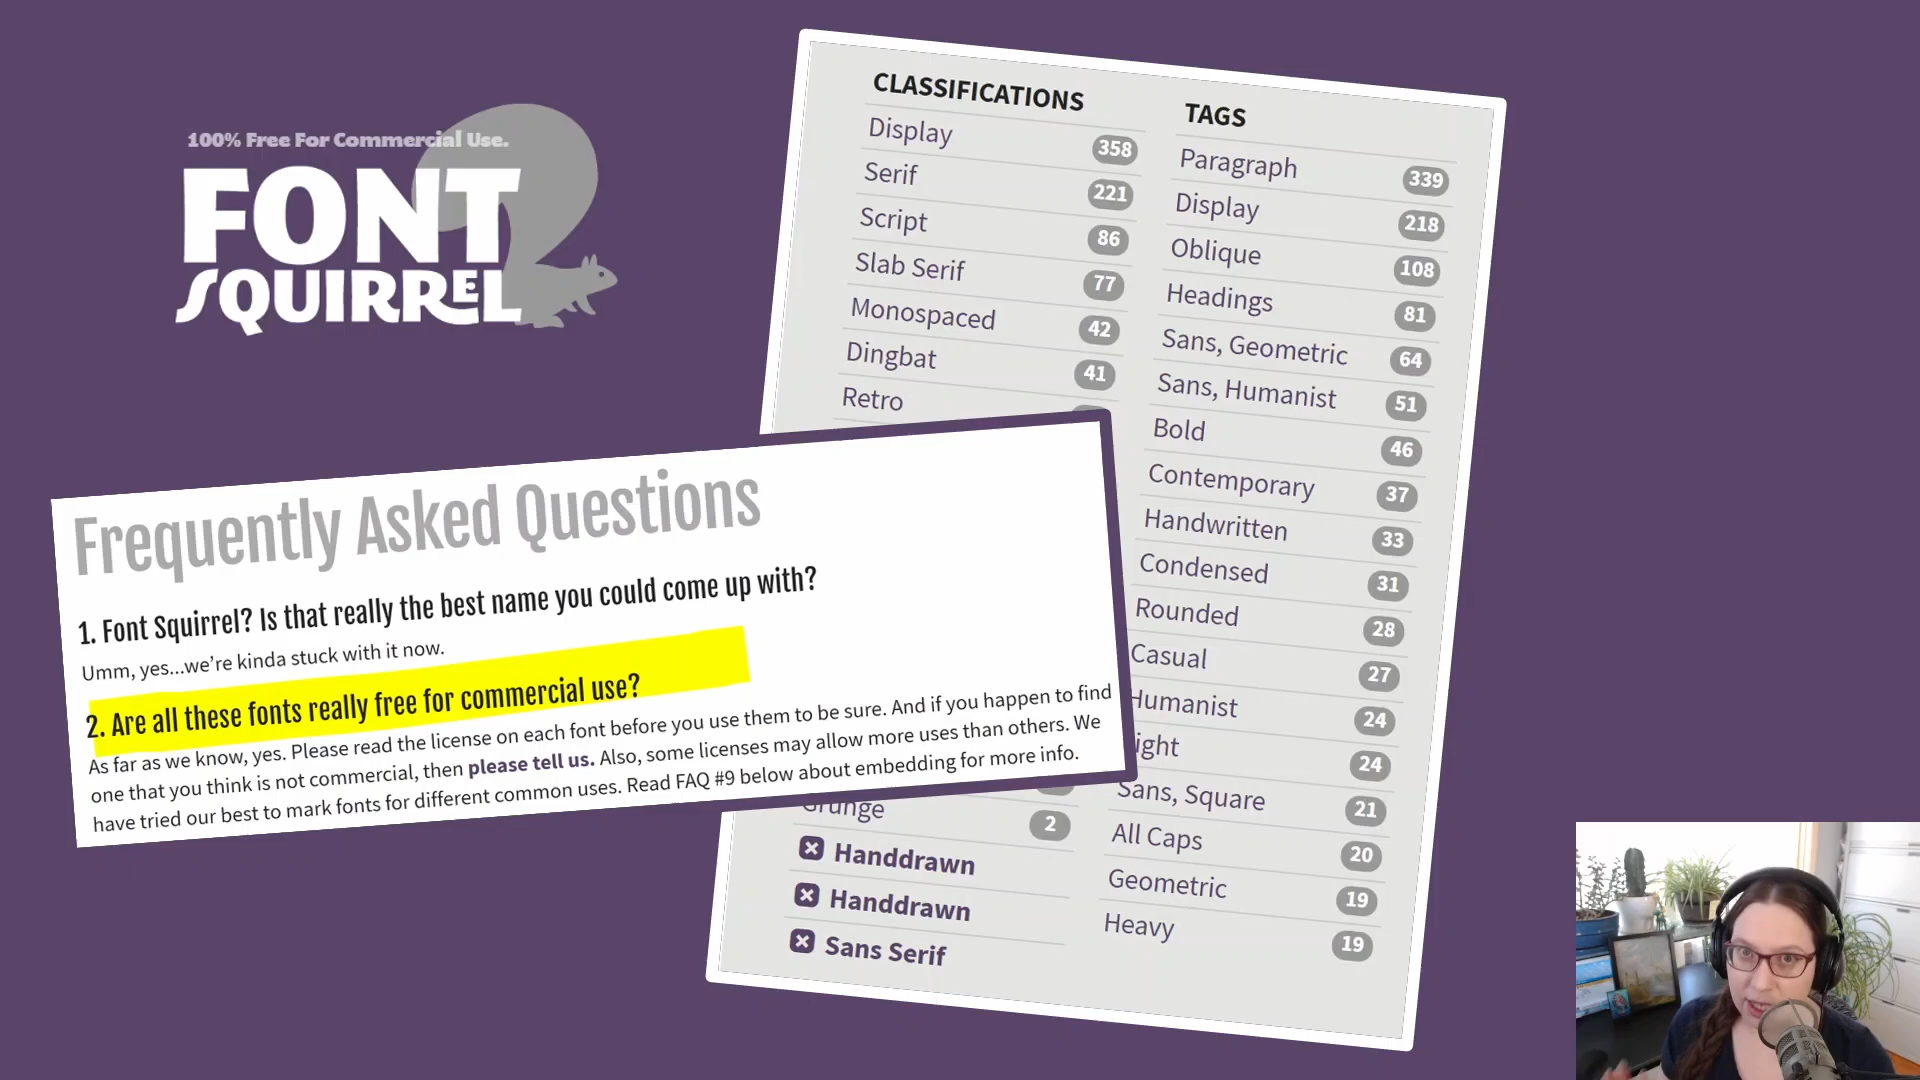 100% Free For Commercial Use.
FONT
SQUIRREL
CLASSIFICATIONS
Display 358
Serif 221
Script 86
Slab Serif 77
Monospaced 42
Dingbat 41
Retro
Grunge 2
Handdrawn
Handdrawn
Sans Serif
TAGS
Paragraph 339
Display 218
Oblique 108
Headings 81
Sans, Geometric 64
Sans, Humanist 51
Bold 46
Contemporary 37
Handwritten 33
Condensed 31
Rounded 28
Casual 27
Humanist 24
ight 24
Sans, Square 21
All Caps 20
Geometric 19
Heavy 19
Frequently Asked Questions
1. Font Squirrel? Is that really the best name you could come up with?
Umm, yes...we're kinda stuck with it now.
2. Are all these fonts really free for commercial use?
As far as we know, yes. Please read the license on each font before you use them to be sure. And if you happen to find
one that you think is not commercial, then please tell us. Also, some licenses may allow more uses than others. We
have tried our best to mark fonts for different common uses. Read FAQ #9 below about embedding for more info.